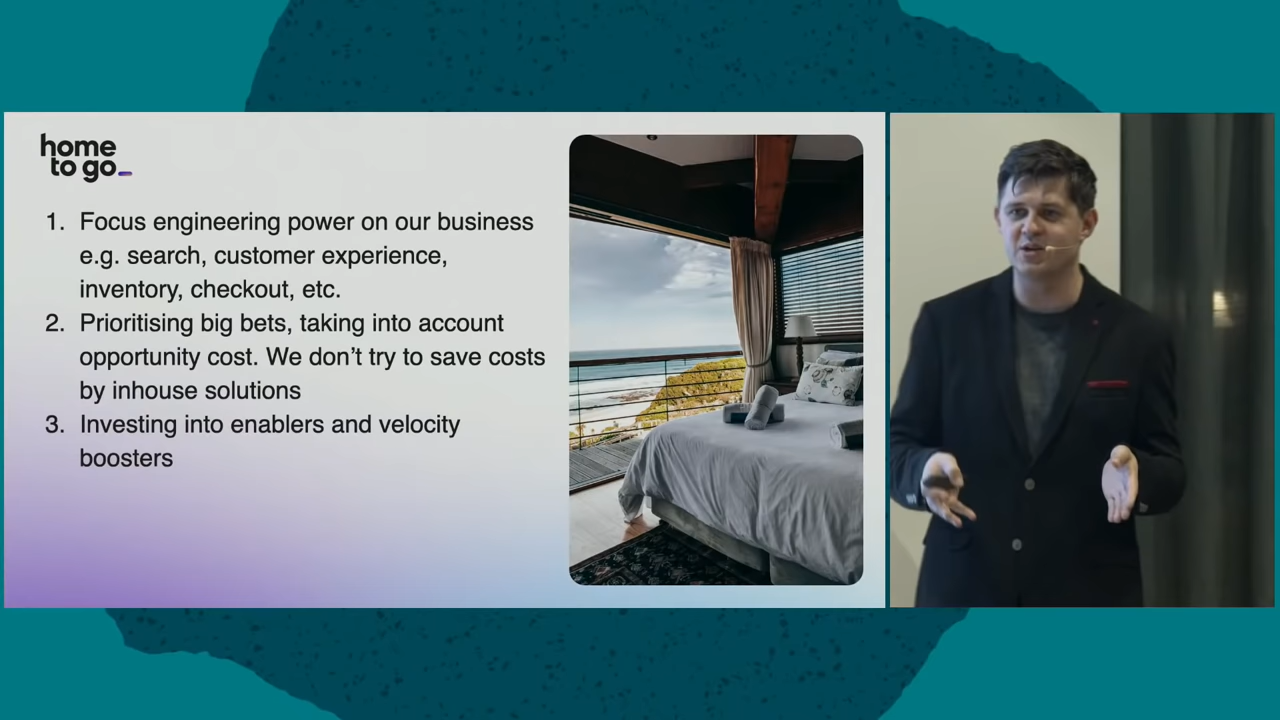 home
to go_
1. Focus engineering power on our business
e.g. search, customer experience,
inventory, checkout, etc.
2. Prioritising big bets, taking into account
opportunity cost. We don't try to save costs
by inhouse solutions
3. Investing into enablers and velocity
boosters